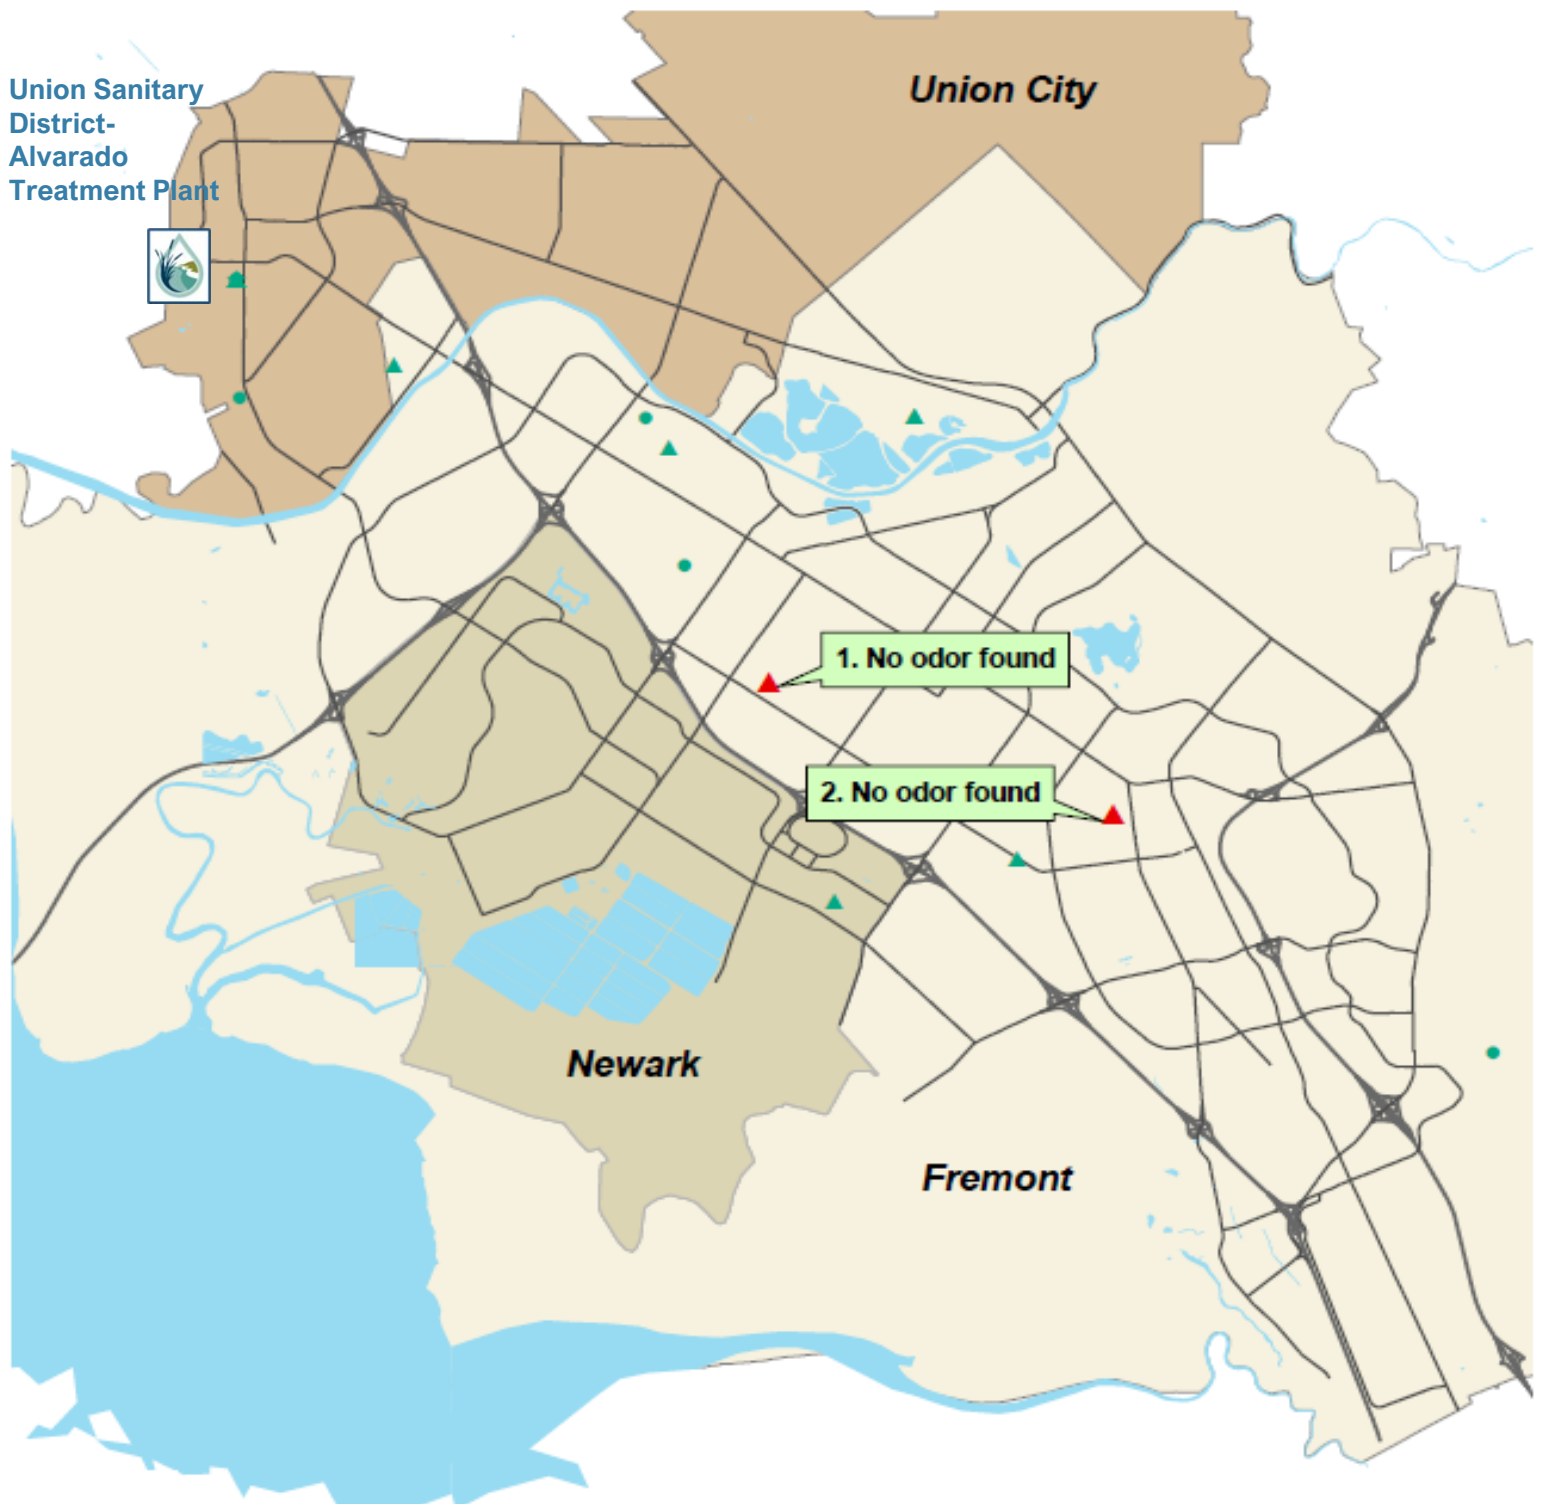 Union City
Union Sanitary
District-
Alvarado
Treatment Plant
1. No odor found
2. No odor found
Newark
Fremont